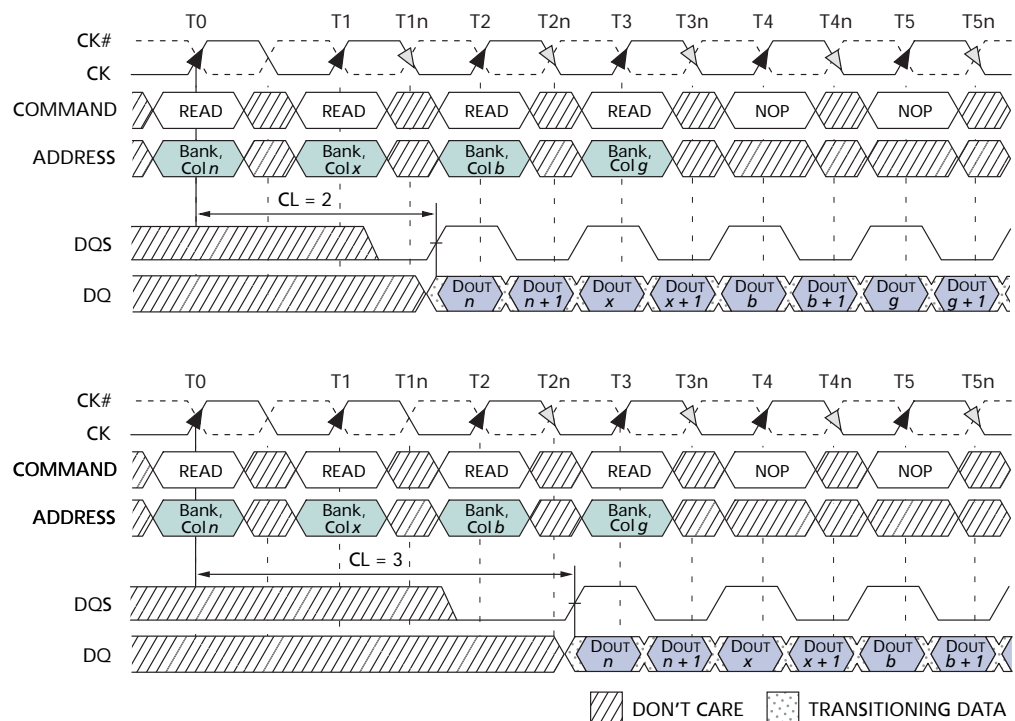 T0 T1 T1n T2 T2n T3 T3n T4 T4n T5 T5n
CK#
CK
COMMAND READ READ READ READ NOP NOP
ADDRESS Bank, Bank, Bank, Bank,
Col n Col x Col b Col g
CL = 2
DQS
DQ DOUT DOUT DOUT DOUT DOUT DOUT DOUT DOUT
n n + 1 x x + 1 b b + 1 g g + 1
T0 T1 T1n T2 T2n T3 T3n T4 T4n T5 T5n
CK#
CK
COMMAND READ READ READ READ NOP NOP
ADDRESS Bank, Bank, Bank, Bank,
Col n Col x Col b Col g
CL = 3
DQS
DQ DOUT DOUT DOUT DOUT DOUT DOUT
n n + 1 x x + 1 b b + 1
DON'T CARE TRANSITIONING DATA